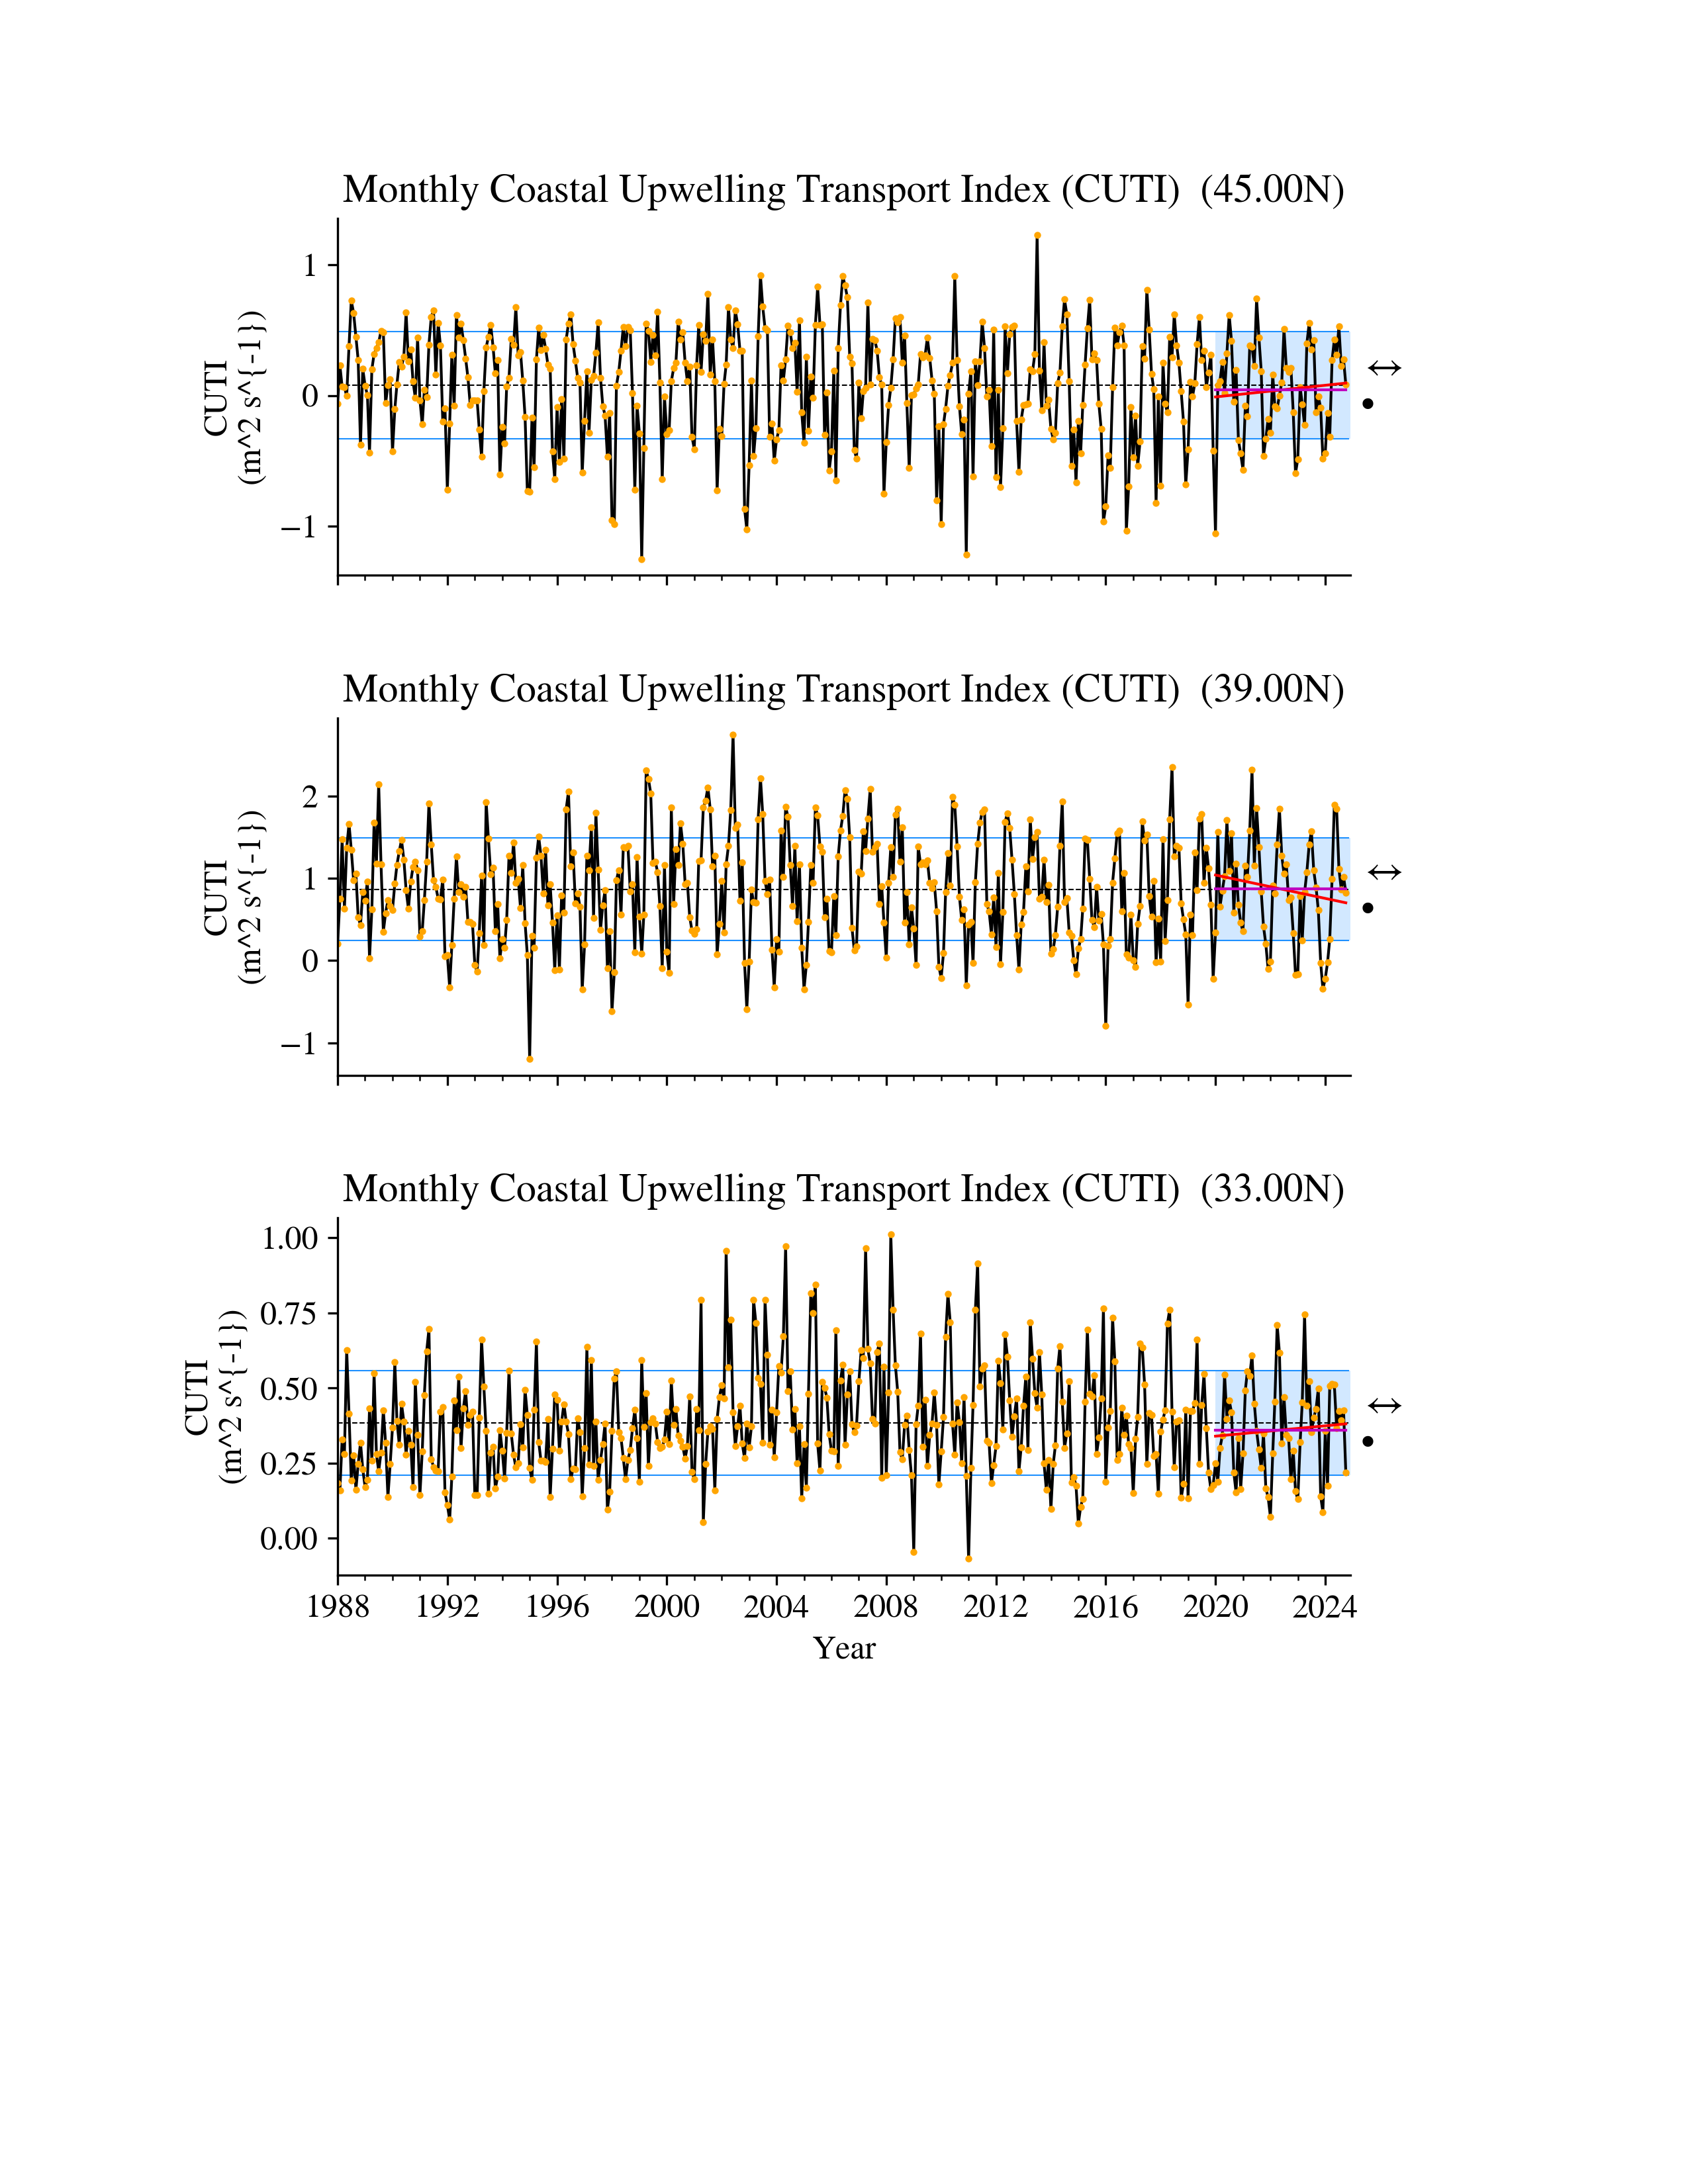 Monthly Coastal Upwelling Transport Index (CUTI)  (45.00N)
CUTI
(m^2 s^{-1})
1
0
−1
↔
•
Monthly Coastal Upwelling Transport Index (CUTI)  (39.00N)
CUTI
(m^2 s^{-1})
2
1
0
−1
↔
•
Monthly Coastal Upwelling Transport Index (CUTI)  (33.00N)
CUTI
(m^2 s^{-1})
1.00
0.75
0.50
0.25
0.00
↔
•
1988 1992 1996 2000 2004 2008 2012 2016 2020 2024
Year